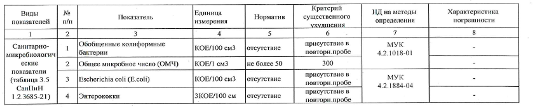 Виды показателей
№ п/п
Показатель
Единица измерения
Норматив
Критерий существенного ухудшения
НД на методы определения
Характеристика погрешности
1 2 3 4 5 6 7 8
Санитарно-микробиологические показатели (таблица 3.5 СанПиН 1.2.3685-21)
1 Обобщенные колиформные бактерии КОЕ/100 см3 отсутствие присутствие в повторн.пробе
2 Общее микробное число (ОМЧ) КОЕ/1 см3 не более 50 300
МУК 4.2.1018-01
3 Escherichia coli (E.coli) КОЕ/100 см отсутствие присутствие в повторн.пробе
4 Энтерококки ЗКОЕ/100 см отсутствие присутствие в повторн.пробе
МУК 4.2.1884-04